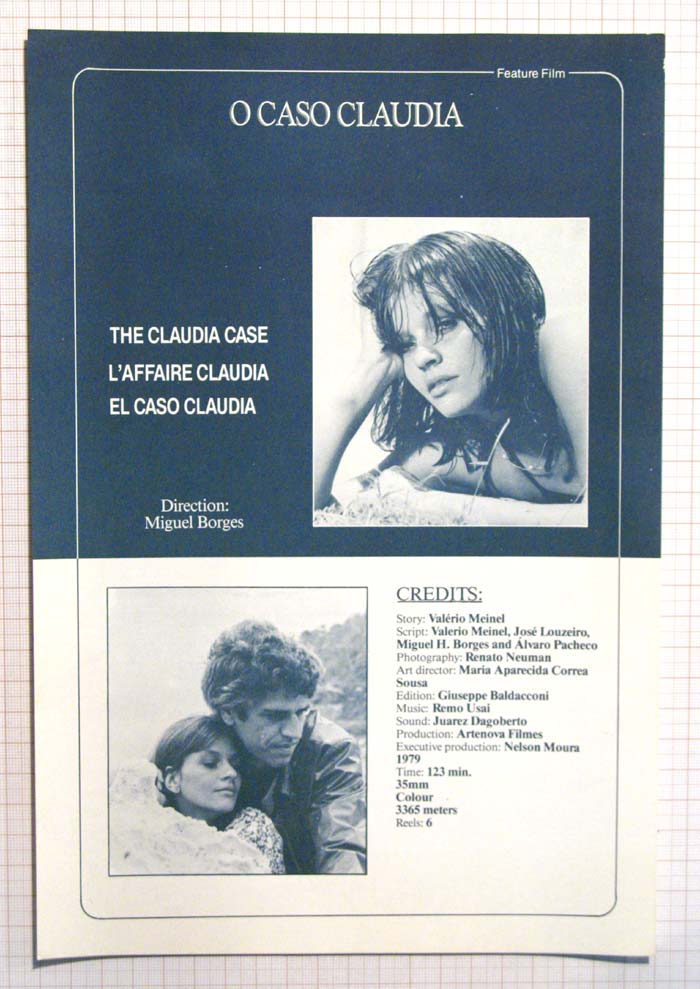 Feature Film
O CASO CLAUDIA
THE CLAUDIA CASE
L'AFFAIRE CLAUDIA
EL CASO CLAUDIA
Direction:
Miguel Borges
CREDITS:
Story: Valério Meinel
Script: Valerio Meinel, José Louzeiro,
Miguel H. Borges and Álvaro Pacheco
Photography: Renato Neuman
Art director: Maria Aparecida Correa
Sousa
Edition: Giuseppe Baldacconi
Music: Remo Usai
Sound: Juarez Dagoberto
Production: Artenova Filmes
Executive production: Nelson Moura
1979
Time: 123 min.
35mm
Colour
3365 meters
Reels: 6